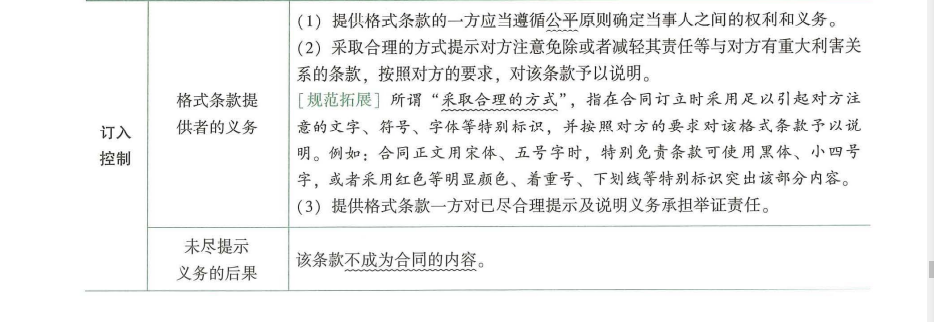 订入
控制
格式条款提
供者的义务
(1) 提供格式条款的一方应当遵循公平原则确定当事人之间的权利和义务。
(2) 采取合理的方式提示对方注意免除或者减轻其责任等与对方有重大利害关
系的条款，按照对方的要求，对该条款予以说明。
[规范拓展] 所谓“采取合理的方式”，指在合同订立时采用足以引起对方注
意的文字、符号、字体等特别标识，并按照对方的要求对该格式条款予以说
明。例如：合同正文用宋体、五号字时，特别免责条款可使用黑体、小四号
字，或者采用红色等明显颜色、着重号、下划线等特别标识突出该部分内容。
(3) 提供格式条款一方对已尽合理提示及说明义务承担举证责任。
未尽提示
义务的后果
该条款不成为合同的内容。